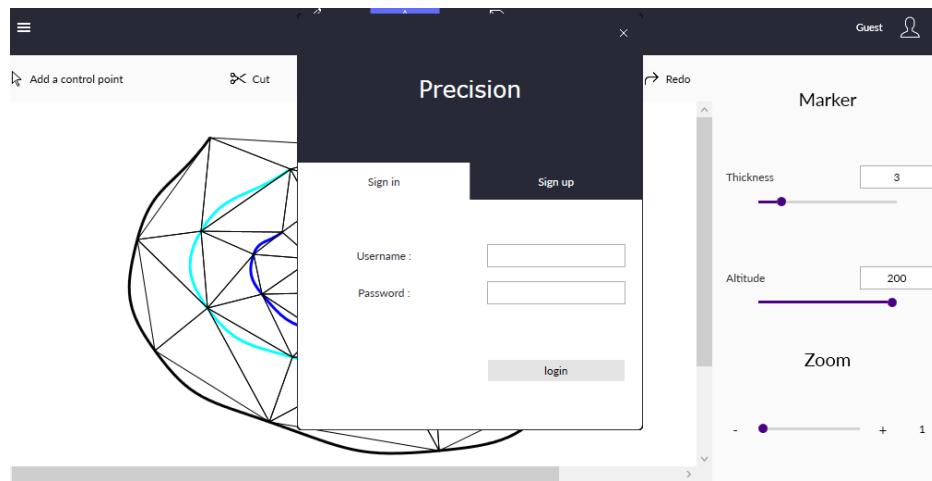 Guest
Add a control point
Cut
Redo
Precision
Sign in
Sign up
Username :
Password :
login
Marker
Thickness
3
Altitude
200
Zoom
-
+
1